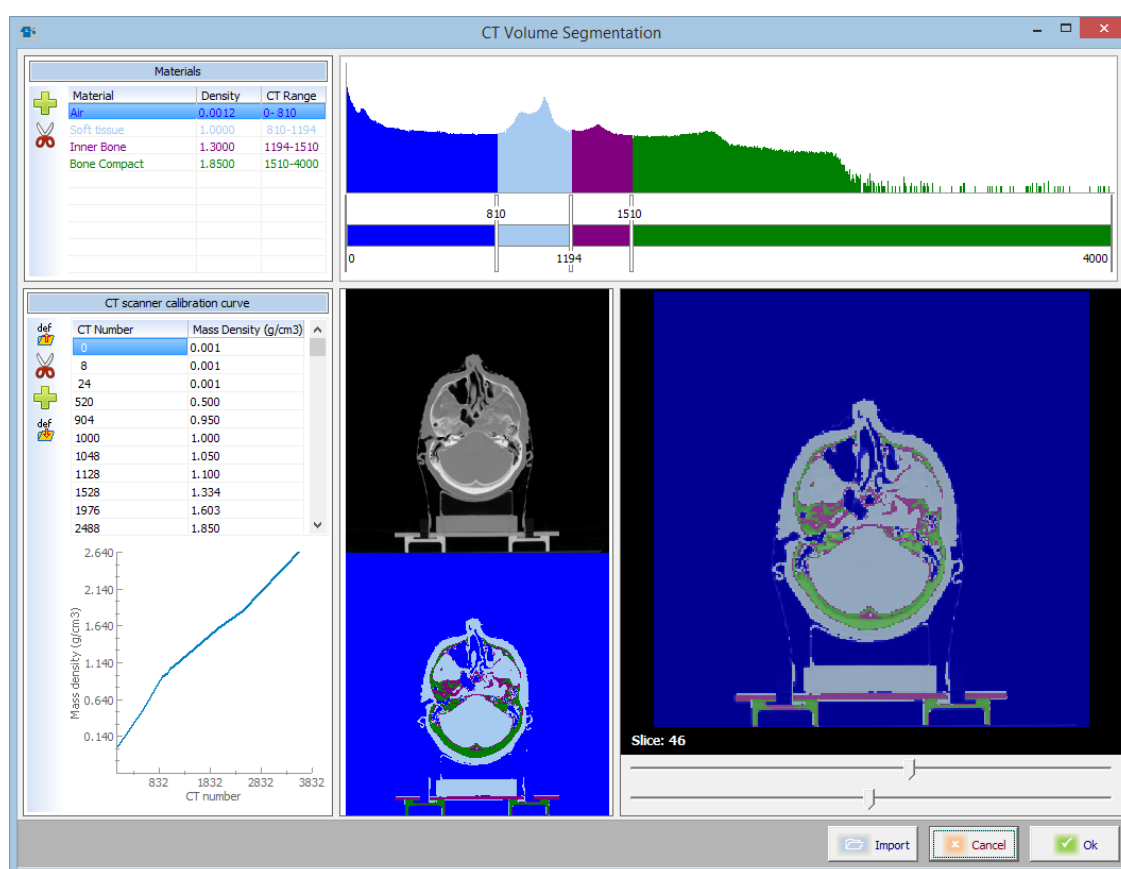 CT Volume Segmentation
Materials
Material Density CT Range
Air 0.0012 0- 810
Soft tissue 1.0000 810-1194
Inner Bone 1.3000 1194-1510
Bone Compact 1.8500 1510-4000
810 1510
0 1194 4000
CT scanner calibration curve
def
def
CT Number Mass Density (g/cm3)
0 0.001
8 0.001
24 0.001
520 0.500
904 0.950
1000 1.000
1048 1.050
1128 1.100
1528 1.334
1976 1.603
2488 1.850
Mass density (g/cm3)
2.640
2.140
1.640
1.140
0.640
0.140
832 1832 2832 3832
CT number
Slice: 46
Import Cancel Ok